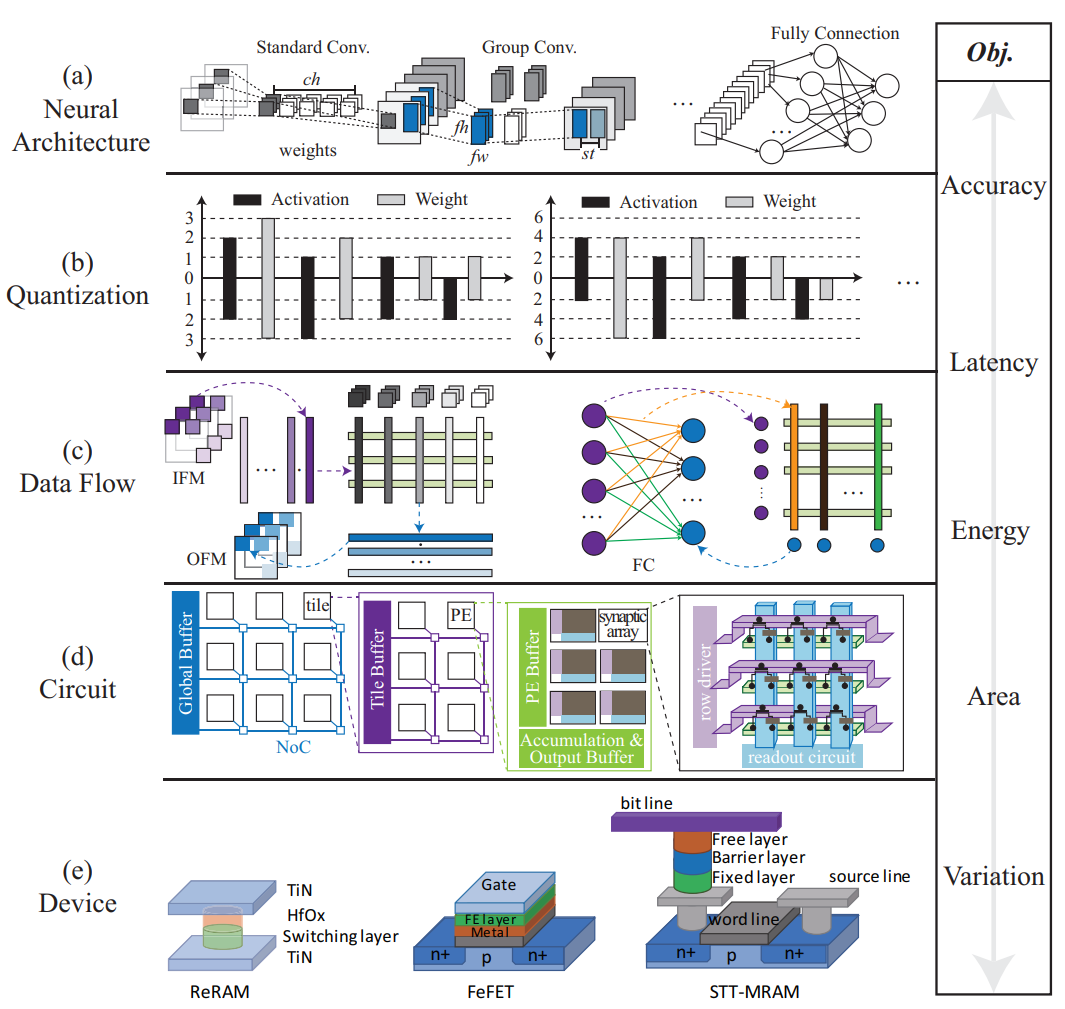 Obj.
Accuracy
Latency
Energy
Area
Variation
(a)
Neural
Architecture
Standard Conv.
Group Conv.
Fully Connection
ch
weights
fh
fw
st
...
...
(b)
Quantization
Activation
Weight
3
2
1
0
1
2
3
Activation
Weight
6
4
2
0
2
4
6
...
(c)
Data Flow
IFM
...
.
OFM
.
...
...
...
FC
...
(d)
Circuit
Global Buffer
tile
NoC
Tile Buffer
PE
PE Buffer
synaptic
array
Accumulation &
Output Buffer
row driver
readout circuit
(e)
Device
TiN
HfOx
Switching layer
TiN
ReRAM
Gate
FE layer
Metal
n+
p
n+
FeFET
bit line
Free layer
Barrier layer
Fixed layer
source line
word line
n+
p
n+
STT-MRAM